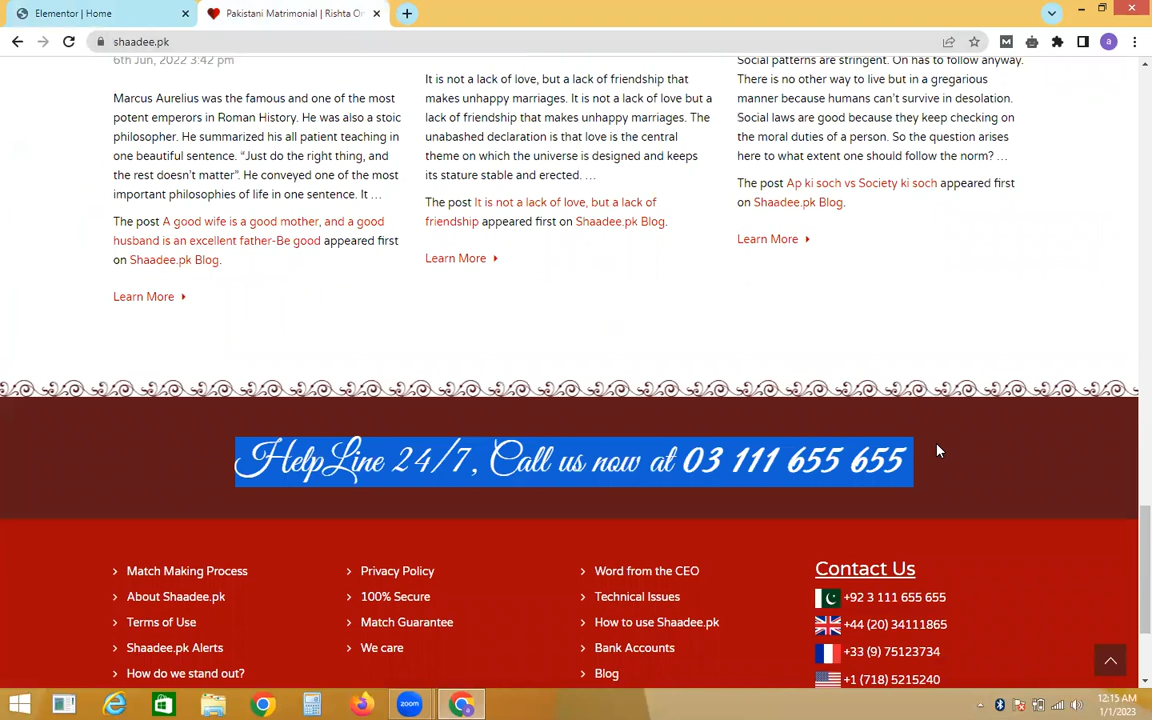 Elementor | Home
Pakistani Matrimonial | Rishta On
shaadee.pk
M
a
6th Jun, 2022 3:42 pm
Marcus Aurelius was the famous and one of the most
potent emperors in Roman History. He was also a stoic
philosopher. He summarized his all patient teaching in
one beautiful sentence. “Just do the right thing, and
the rest doesn’t matter”. He conveyed one of the most
important philosophies of life in one sentence. It …
The post A good wife is a good mother, and a good
husband is an excellent father-Be good appeared first
on Shaadee.pk Blog.
Learn More
It is not a lack of love, but a lack of friendship that
makes unhappy marriages. It is not a lack of love but a
lack of friendship that makes unhappy marriages. The
unabashed declaration is that love is the central
theme on which the universe is designed and keeps
its stature stable and erected. …
The post It is not a lack of love, but a lack of
friendship appeared first on Shaadee.pk Blog.
Learn More
Social patterns are stringent. On has to follow anyway.
There is no other way to live but in a gregarious
manner because humans can’t survive in desolation.
Social laws are good because they keep checking on
the moral duties of a person. So the question arises
here to what extent one should follow the norm? …
The post Ap ki soch vs Society ki soch appeared first
on Shaadee.pk Blog.
Learn More
HelpLine 24/7, Call us now at 03 111 655 655
Match Making Process
About Shaadee.pk
Terms of Use
Shaadee.pk Alerts
How do we stand out?
Privacy Policy
100% Secure
Match Guarantee
We care
Word from the CEO
Technical Issues
How to use Shaadee.pk
Bank Accounts
Blog
Contact Us
+92 3 111 655 655
+44 (20) 34111865
+33 (9) 75123734
+1 (718) 5215240
zoom
a
12:15 AM
1/1/2023